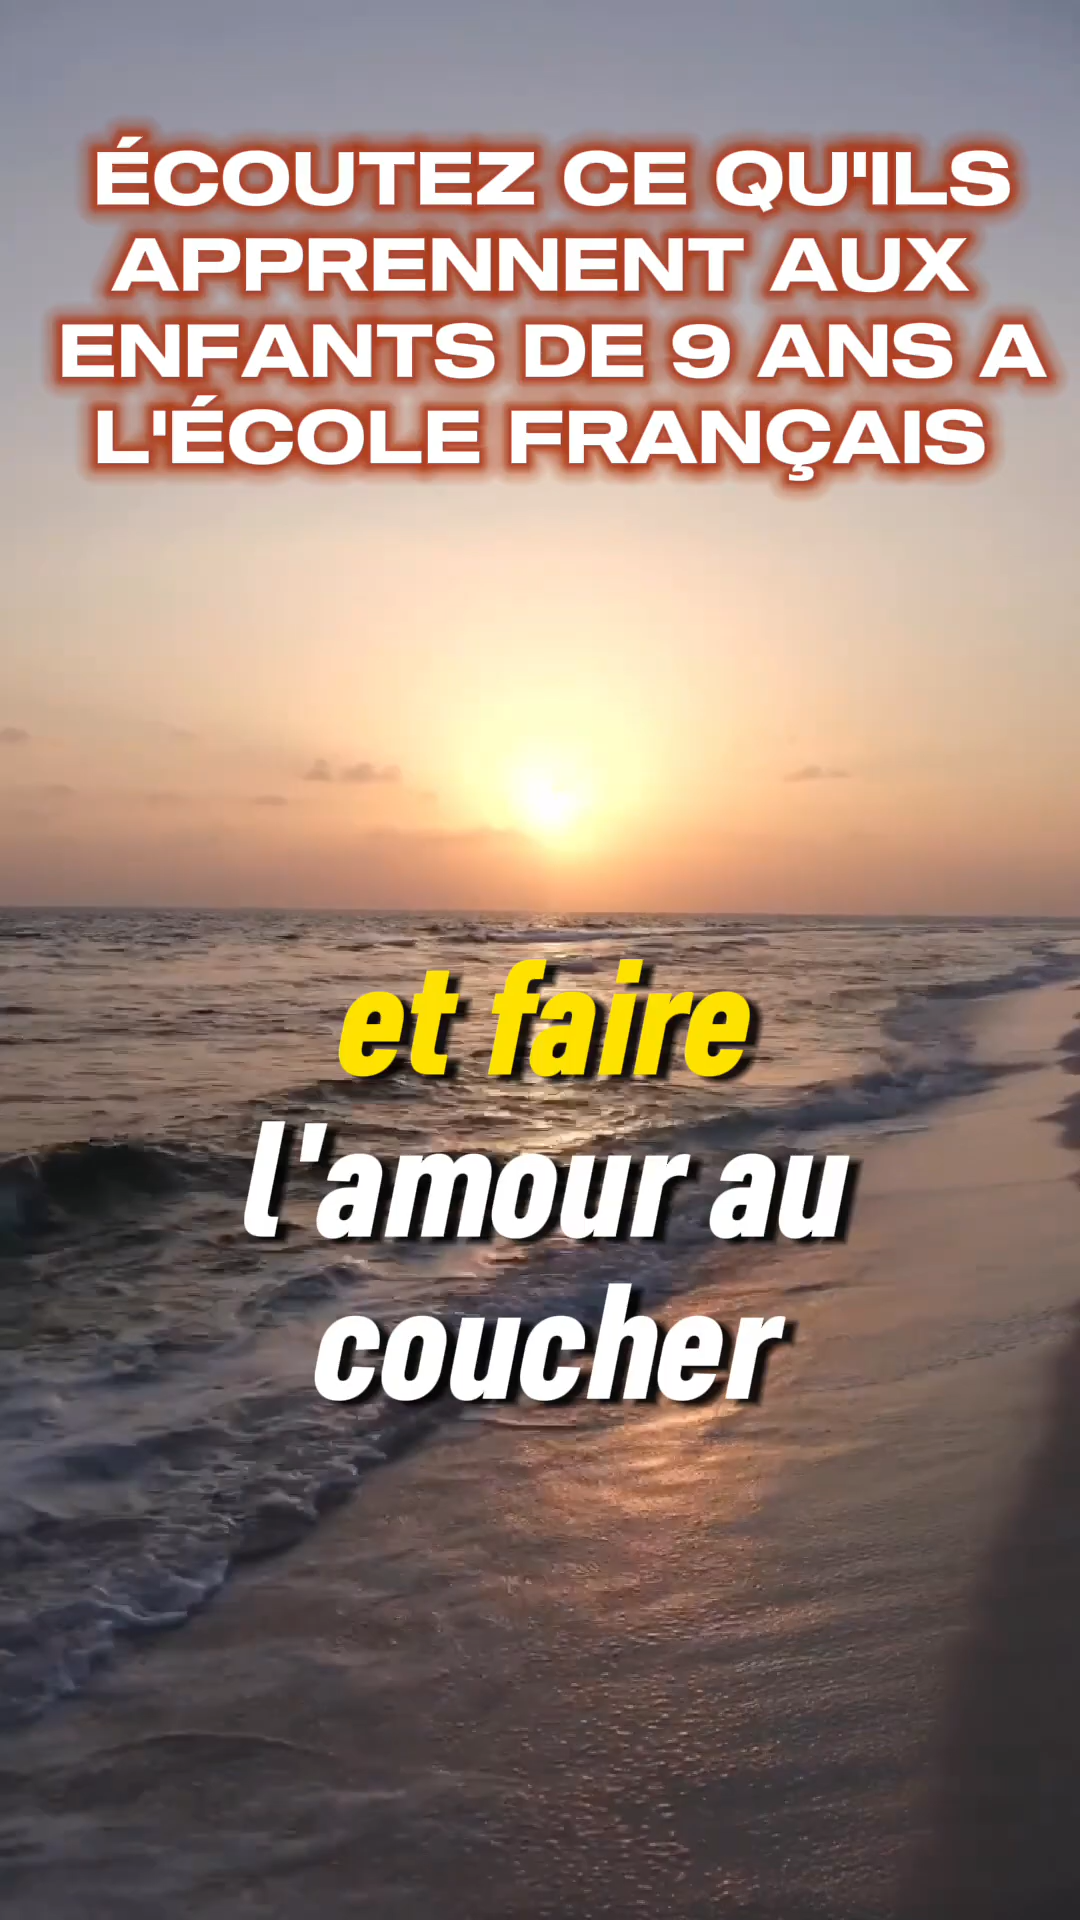 ÉCOUTEZ CE QU'ILS
APPRENNENT AUX
ENFANTS DE 9 ANS A
L'ÉCOLE FRANÇAIS
et faire
l'amour au
coucher